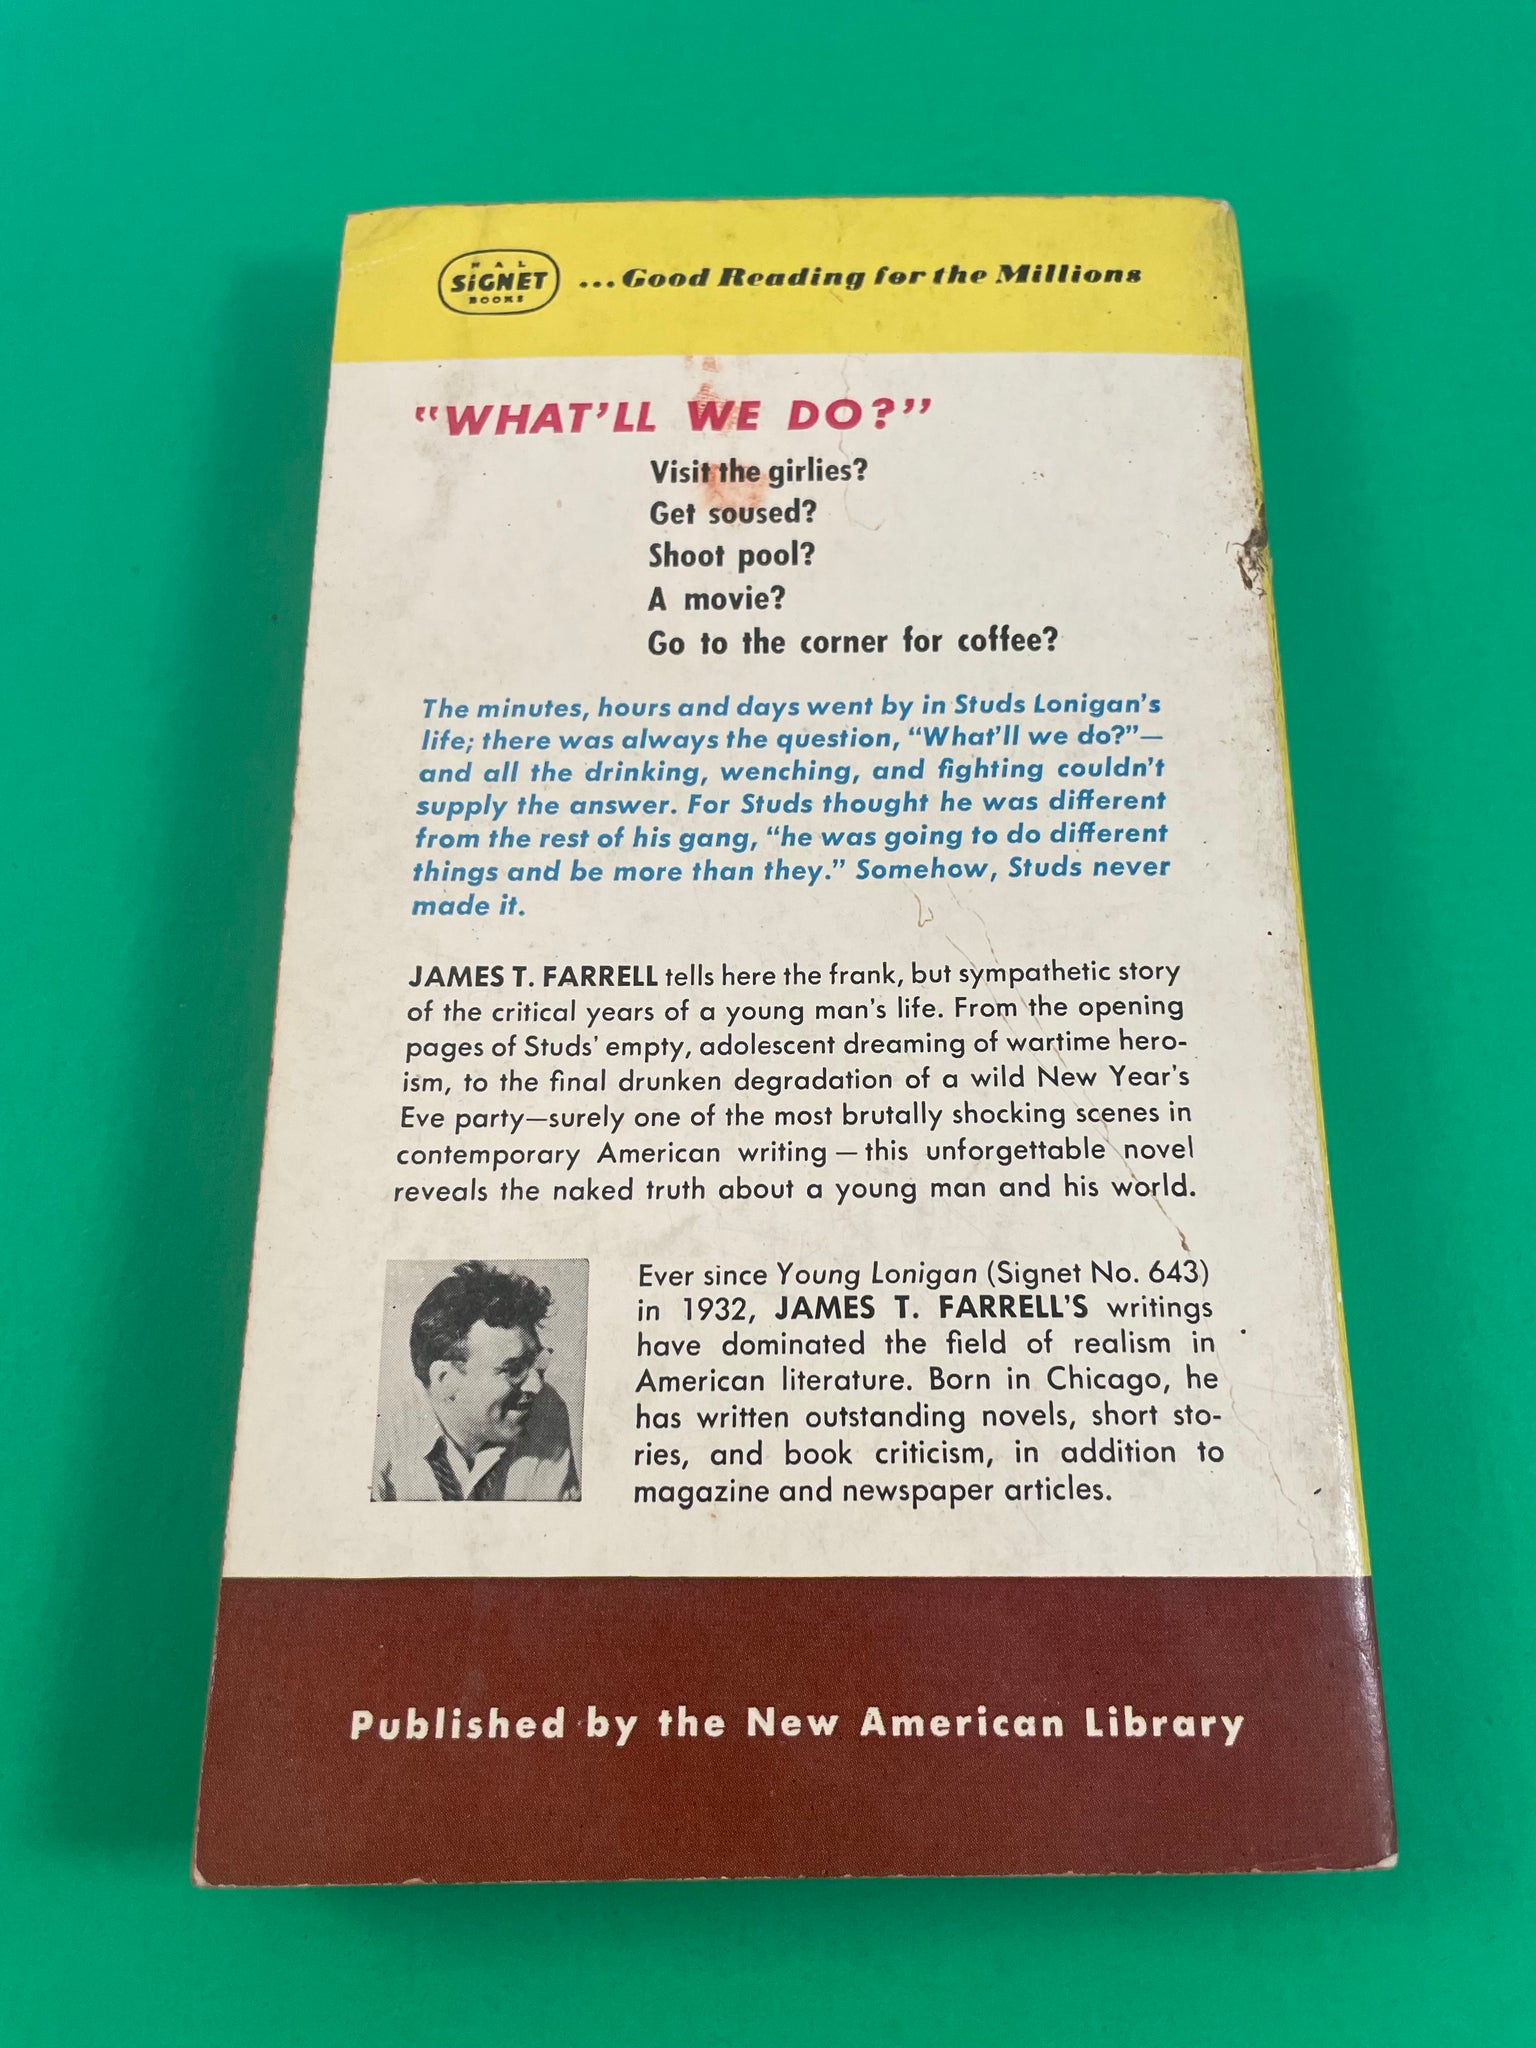 NAL
SiGNET
BOOKS
...Good Reading for the Millions
“WHAT’LL WE DO?”
Visit the girlies?
Get soused?
Shoot pool?
A movie?
Go to the corner for coffee?
The minutes, hours and days went by in Studs Lonigan’s
life; there was always the question, “What’ll we do?”—
and all the drinking, wenching, and fighting couldn’t
supply the answer. For Studs thought he was different
from the rest of his gang, “he was going to do different
things and be more than they.” Somehow, Studs never
made it.
JAMES T. FARRELL tells here the frank, but sympathetic story
of the critical years of a young man’s life. From the opening
pages of Studs’ empty, adolescent dreaming of wartime hero-
ism, to the final drunken degradation of a wild New Year’s
Eve party—surely one of the most brutally shocking scenes in
contemporary American writing—this unforgettable novel
reveals the naked truth about a young man and his world.
Ever since Young Lonigan (Signet No. 643)
in 1932, JAMES T. FARRELL’S writings
have dominated the field of realism in
American literature. Born in Chicago, he
has written outstanding novels, short sto-
ries, and book criticism, in addition to
magazine and newspaper articles.
Published by the New American Library